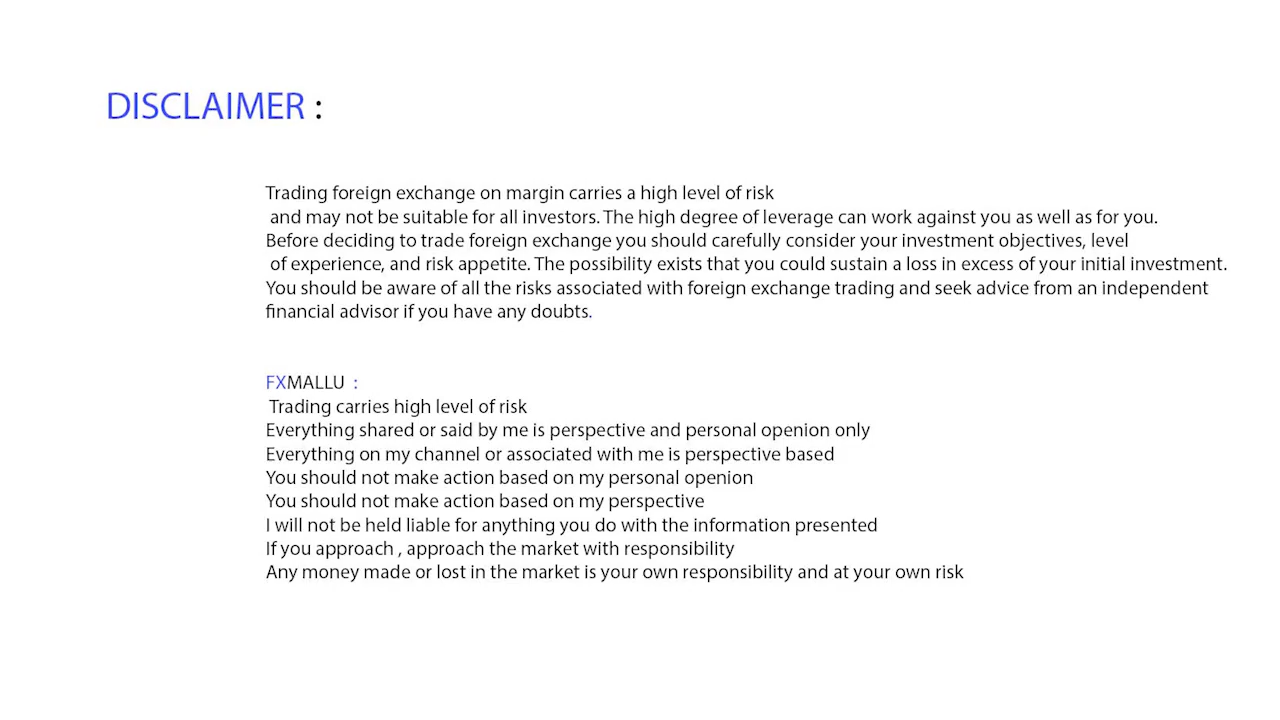 DISCLAIMER :
Trading foreign exchange on margin carries a high level of risk
and may not be suitable for all investors. The high degree of leverage can work against you as well as for you.
Before deciding to trade foreign exchange you should carefully consider your investment objectives, level
of experience, and risk appetite. The possibility exists that you could sustain a loss in excess of your initial investment.
You should be aware of all the risks associated with foreign exchange trading and seek advice from an independent
financial advisor if you have any doubts.
FXMALLU :
Trading carries high level of risk
Everything shared or said by me is perspective and personal openion only
Everything on my channel or associated with me is perspective based
You should not make action based on my personal openion
You should not make action based on my perspective
I will not be held liable for anything you do with the information presented
If you approach , approach the market with responsibility
Any money made or lost in the market is your own responsibility and at your own risk